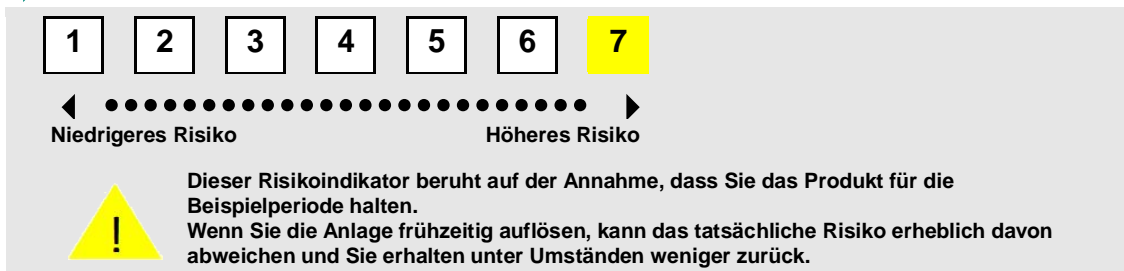 1 2 3 4 5 6 7
Niedrigeres Risiko Höheres Risiko
Dieser Risikoindikator beruht auf der Annahme, dass Sie das Produkt für die
Beispielperiode halten.
! Wenn Sie die Anlage frühzeitig auflösen, kann das tatsächliche Risiko erheblich davon
abweichen und Sie erhalten unter Umständen weniger zurück.